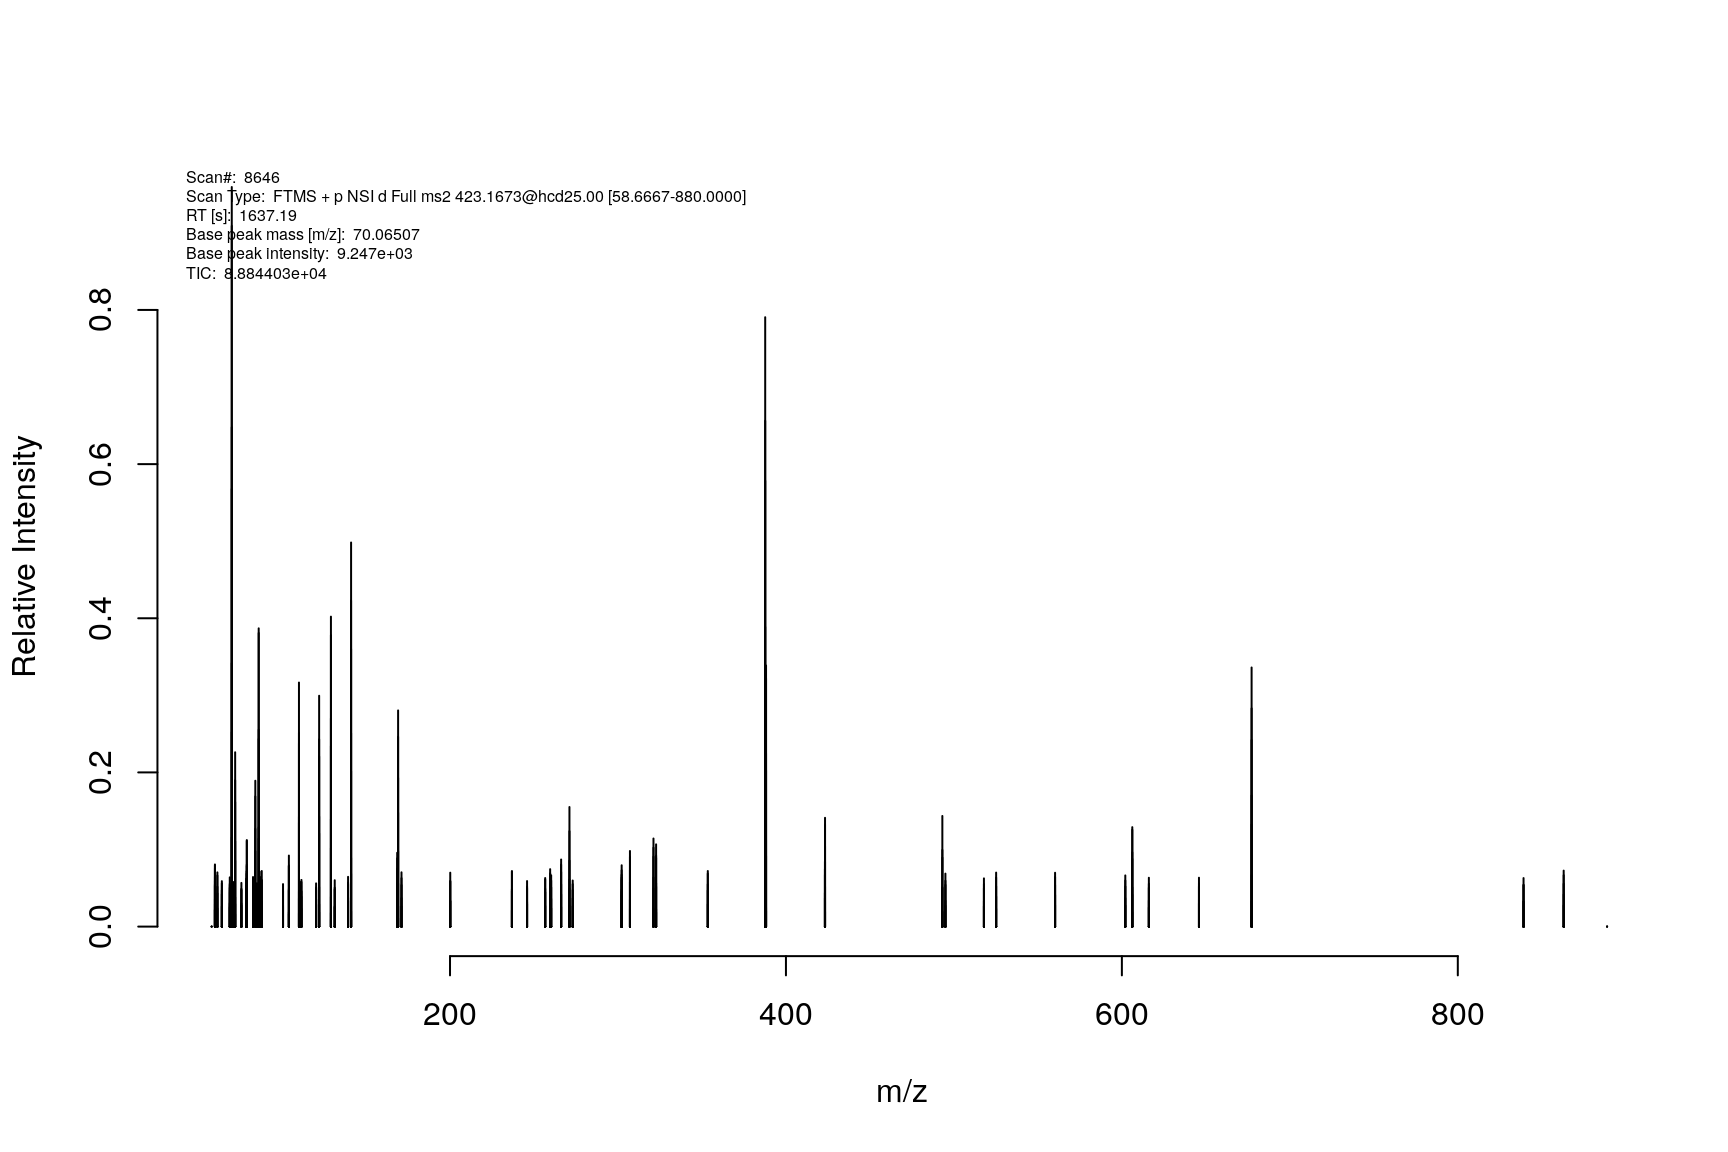 Scan#: 8646
Scan Type: FTMS + p NSI d Full ms2 423.1673@hcd25.00 [58.6667-880.0000]
RT [s]: 1637.19
Base peak mass [m/z]: 70.06507
Base peak intensity: 9.247e+03
TIC: 8.884403e+04
0.8
0.6
0.4
0.2
0.0
Relative Intensity
200 400 600 800
m/z